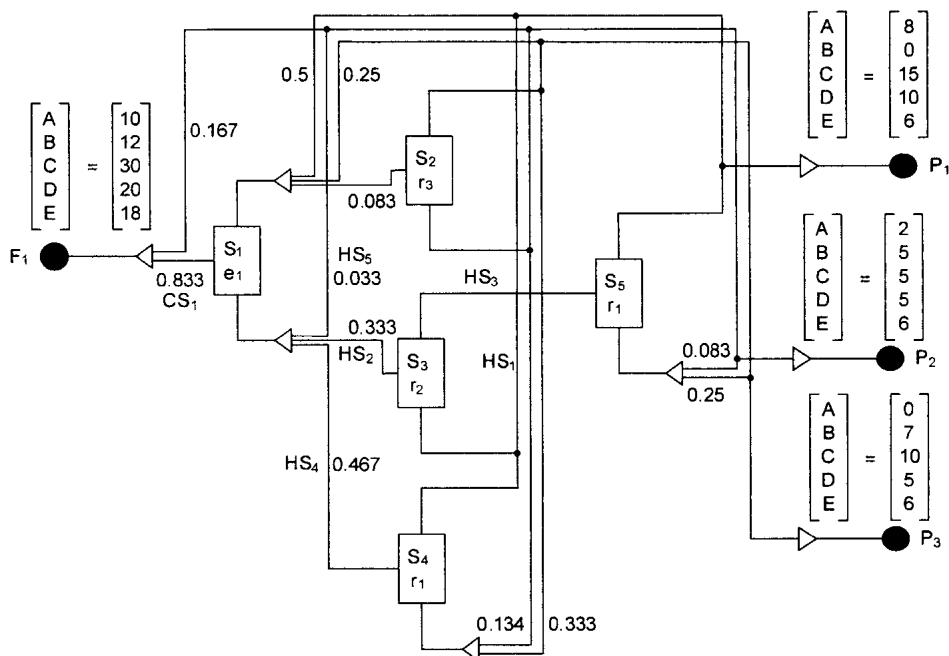 0.5
0.25
A
B
C
D
E
=
8
0
15
10
6
P1
A
B
C
D
E
=
10
12
30
20
18
0.167
S2
r3
0.083
F1
0.833
CS1
S1
e1
HS5
0.033
HS3
S5
r1
A
B
C
D
E
=
2
5
5
5
6
P2
0.333
HS2
S3
r2
HS1
0.083
0.25
HS4
0.467
A
B
C
D
E
=
0
7
10
5
6
P3
S4
r1
0.134
0.333